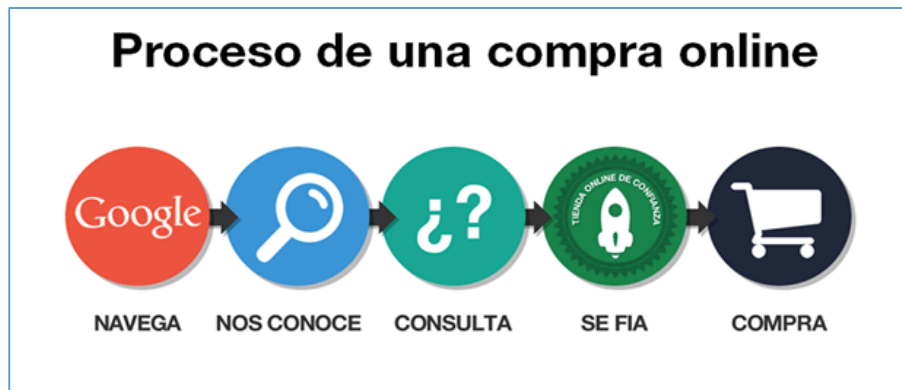 Proceso de una compra online
Google
¿?
TIENDA ONLINE DE CONFIANZA
NAVEGA NOS CONOCE CONSULTA SE FIA COMPRA